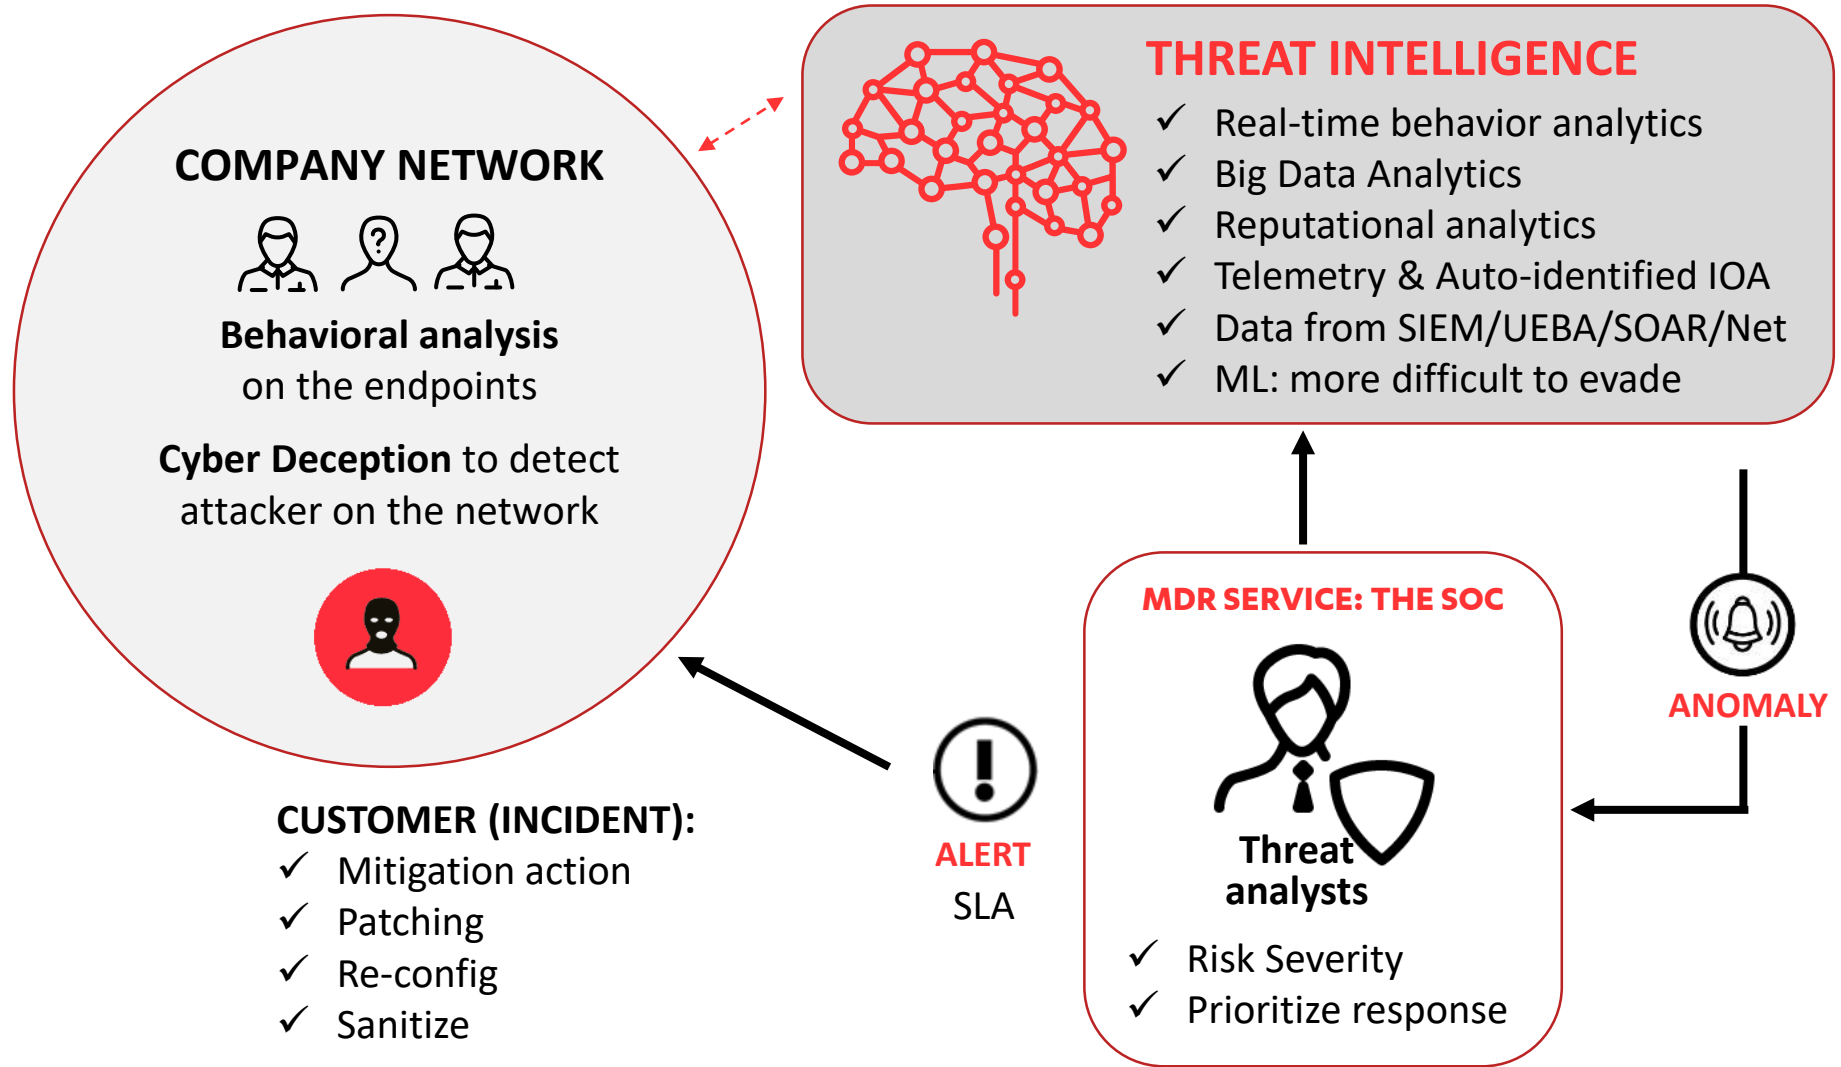 COMPANY NETWORK
?
Behavioral analysis
on the endpoints
Cyber Deception to detect
attacker on the network
THREAT INTELLIGENCE
✓ Real-time behavior analytics
✓ Big Data Analytics
✓ Reputational analytics
✓ Telemetry & Auto-identified IOA
✓ Data from SIEM/UEBA/SOAR/Net
✓ ML: more difficult to evade
ANOMALY
MDR SERVICE: THE SOC
Threat
analysts
✓ Risk Severity
✓ Prioritize response
!
ALERT
SLA
CUSTOMER (INCIDENT):
✓ Mitigation action
✓ Patching
✓ Re-config
✓ Sanitize